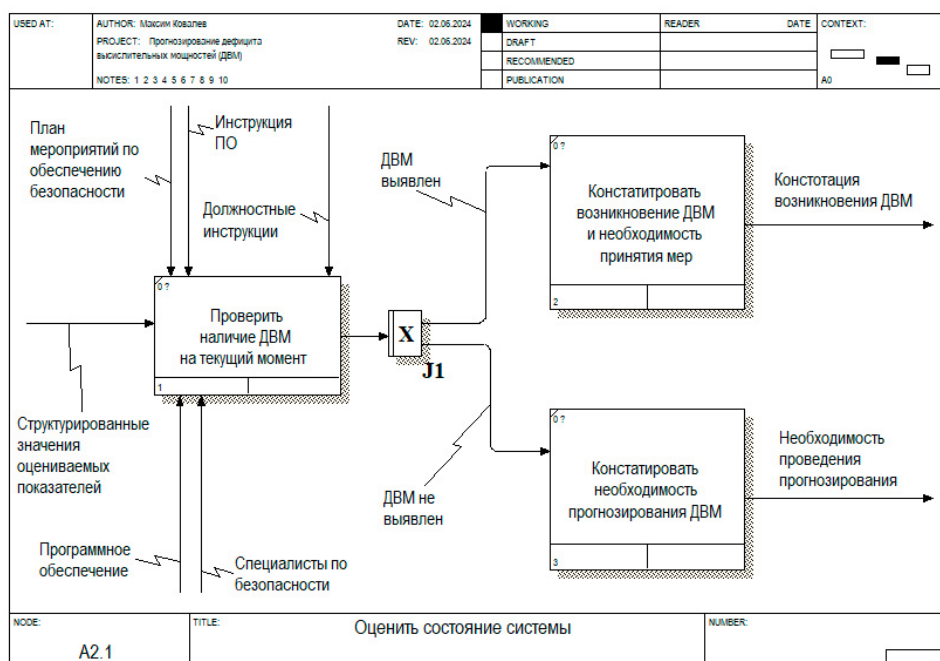 USED AT:
AUTHOR: Максим Ковалев
DATE: 02.06.2024
WORKING
READER
DATE
CONTEXT:
PROJECT: Прогнозирование дефицита
REV: 02.06.2024
DRAFT
высислительных мощностей (ДВМ)
RECOMMENDED
NOTES: 1 2 3 4 5 6 7 8 9 10
PUBLICATION
A0
План
мероприятий по
обеспечению
безопасности
Инструкция
ПО
Должностные
инструкции
ДВМ
выявлен
0 ?
Констатитровать
возникновение ДВМ
и необходимость
принятия мер
2
Констотация
возникновения ДВМ
0 ?
Проверить
наличие ДВМ
на текущий момент
1
X
J1
Структурированные
значения
оцениваемых
показателей
ДВМ не
выявлен
0 ?
Констатировать
необходимость
прогнозирования ДВМ
3
Необходимость
проведения
прогнозирования
Программное
обеспечение
Специалисты по
безопасности
NODE:
A2.1
TITLE:
Оценить состояние системы
NUMBER: